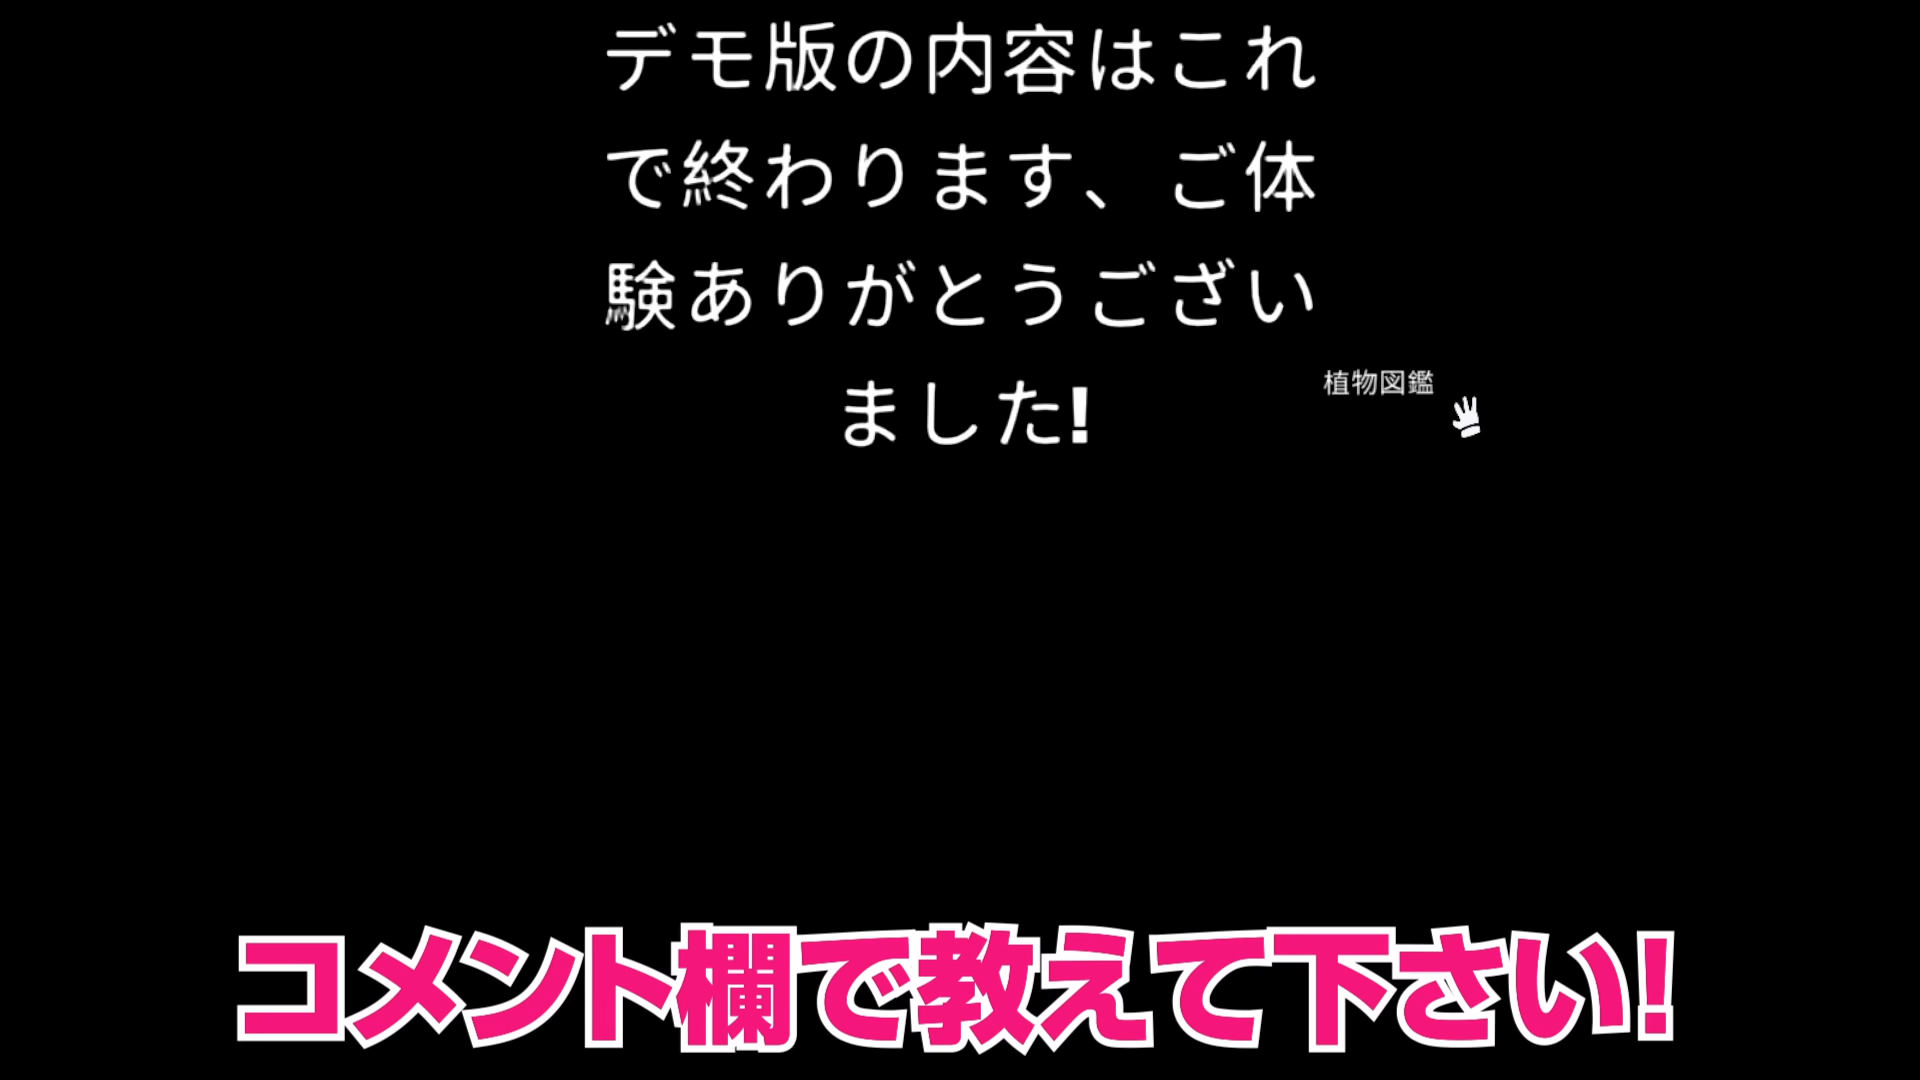 デモ版の内容はこれ
で終わります、ご体
験ありがとうござい
ました!
植物図鑑
コメント欄で教えて下さい!